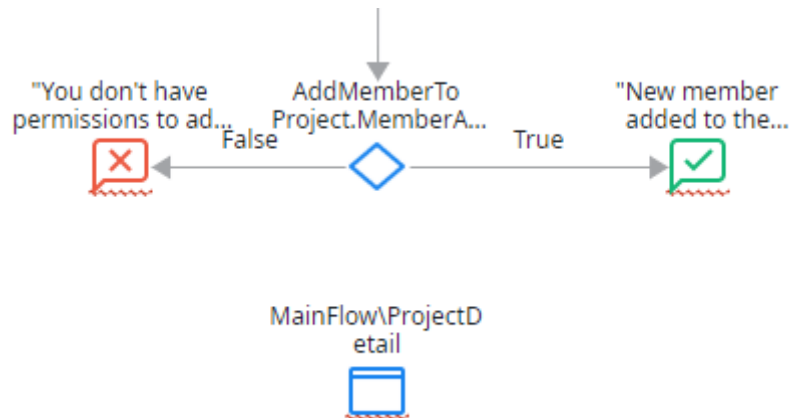 "You don't have
permissions to ad...
AddMemberTo
Project.MemberA...
"New member
added to the...
False
True
MainFlow\ProjectD
etail